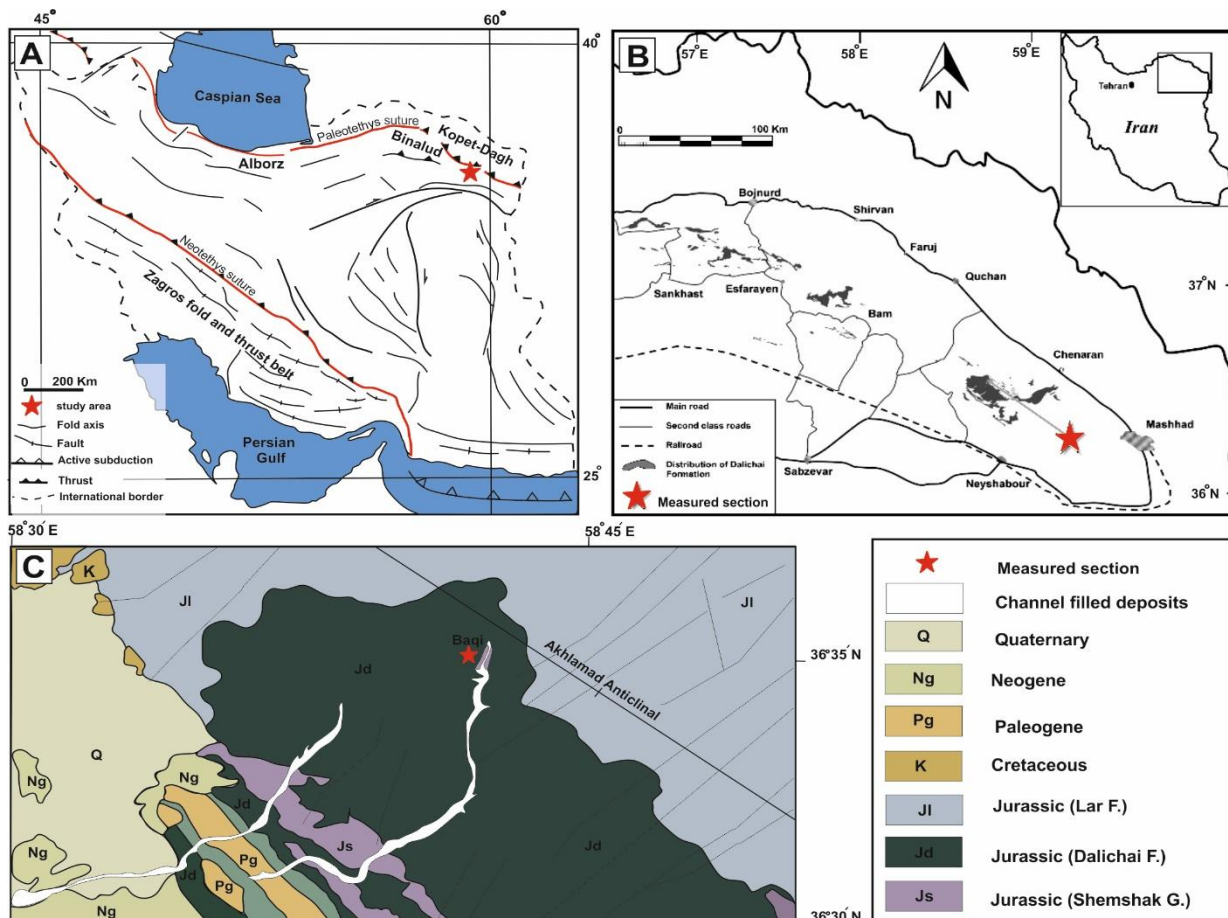 45°
60°
A
40°
Caspian Sea
Paleotethys suture
Kopet-Dagh
Binalud
Alborz
Neotethys suture
Zagros fold and thrust belt
0 200 Km
study area
Fold axis
Fault
Active subduction
Thrust
International border
Persian
Gulf
25°
B
57°E
58°E
59°E
N
Tehran
Iran
0 100 Km
Bojnurd
Shirvan
Faruj
Quchan
Sankhast
Esfarayen
Bam
37°N
Chenaran
Mashhad
Sabzevar
Neyshabour
36°N
Main road
Second class roads
Railroad
Distribution of Dalichai
Formation
Measured section
58°30 E
58°45 E
C
K
Jl
Jl
Baqi
Jd
Akhlamad Anticlinal
36°35 N
Q
Ng
Ng
Jd
Ng
Js
Jd
Pg
Jd
Pg
Ng
36°30 N
Measured section
Channel filled deposits
Q Quaternary
Ng Neogene
Pg Paleogene
K Cretaceous
Jl Jurassic (Lar F.)
Jd Jurassic (Dalichai F.)
Js Jurassic (Shemshak G.)